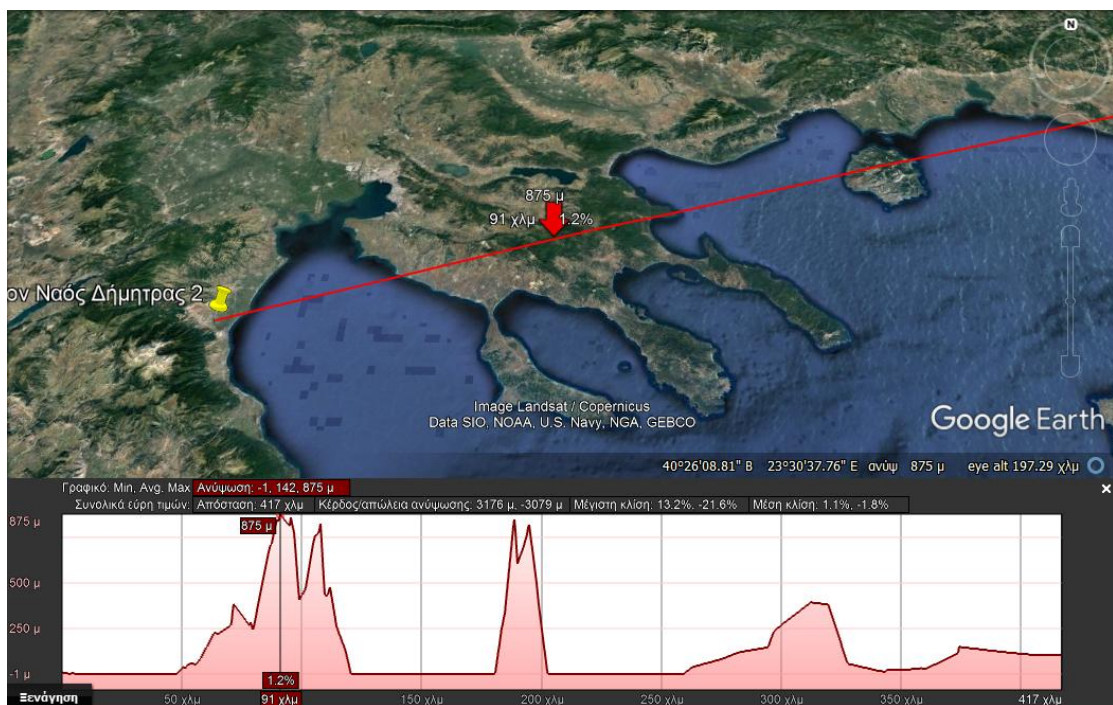 N
875 μ
91 χλμ 1.2%
ον Ναός Δήμητρας 2
Image Landsat / Copernicus
Data SIO, NOAA, U.S. Navy, NGA, GEBCO
Google Earth
40°26'08.81" Β 23°30'37.76" Ε ανύψ 875 μ eye alt 197.29 χλμ
Γραφικό: Min, Avg, Max Ανύψωση: -1, 142, 875 μ
Συνολικά εύρη τιμών: Απόσταση: 417 χλμ Κέρδος/απώλεια ανύψωσης: 3176 μ, -3079 μ Μέγιστη κλίση: 13.2%, -21.6% Μέση κλίση: 1.1%, -1.8%
875 μ
875 μ
500 μ
250 μ
-1 μ
1.2%
Ξενάγηση
50 χλμ 91 χλμ 150 χλμ 200 χλμ 250 χλμ 300 χλμ 350 χλμ 417 χλμ